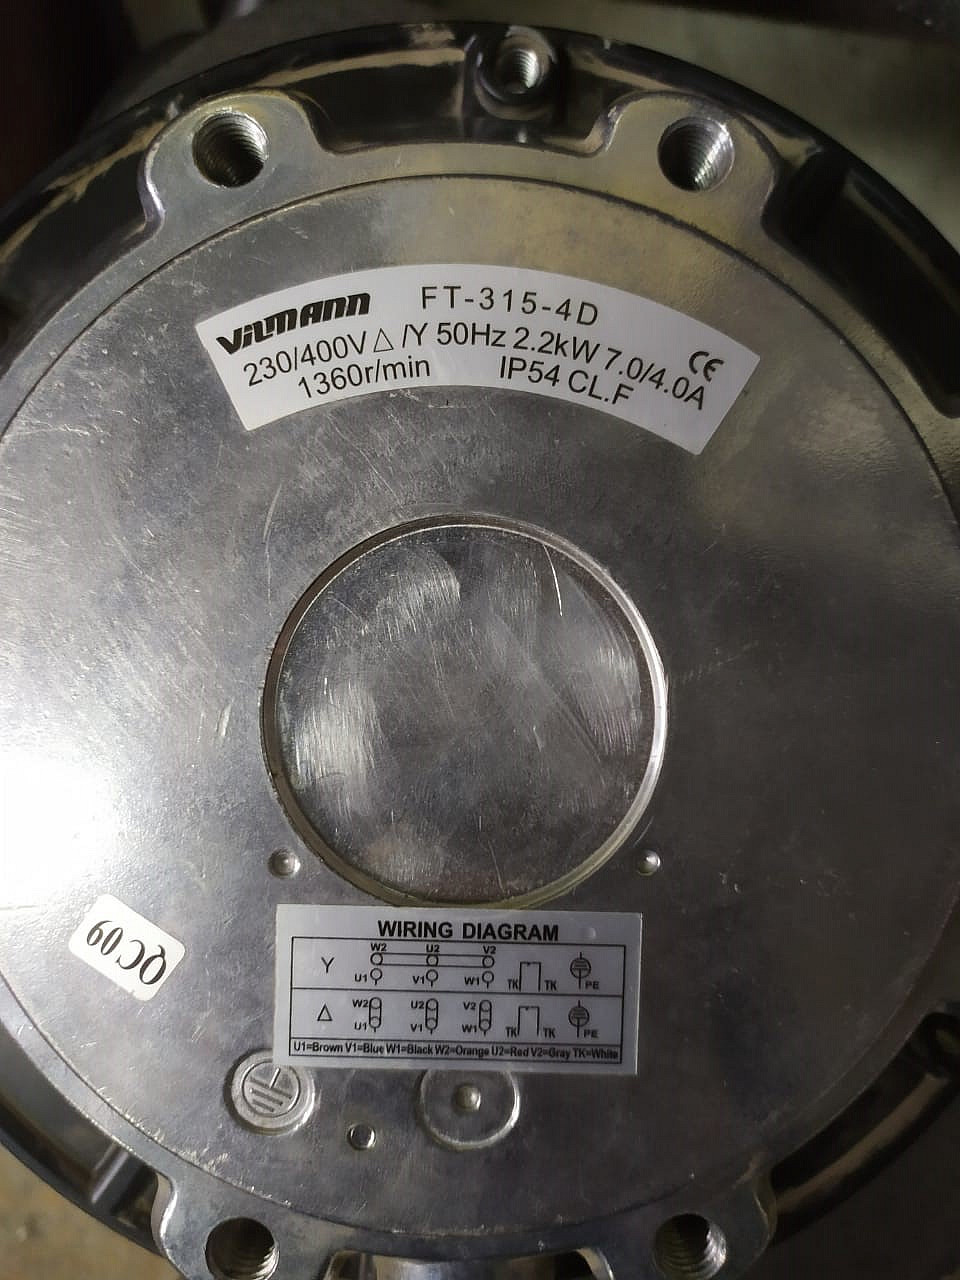 VILMANN FT-315-4D
230/400V△/Y 50Hz 2.2kW 7.0/4.0A CE
1360r/min IP54 CL.F
QC 09
WIRING DIAGRAM
W2 U2 V2
Y
U1 V1 W1 TK TK PE
W2 U2 V2
△
U1 V1 W1 TK TK PE
U1=Brown V1=Blue W1=Black W2=Orange U2=Red V2=Gray TK=White